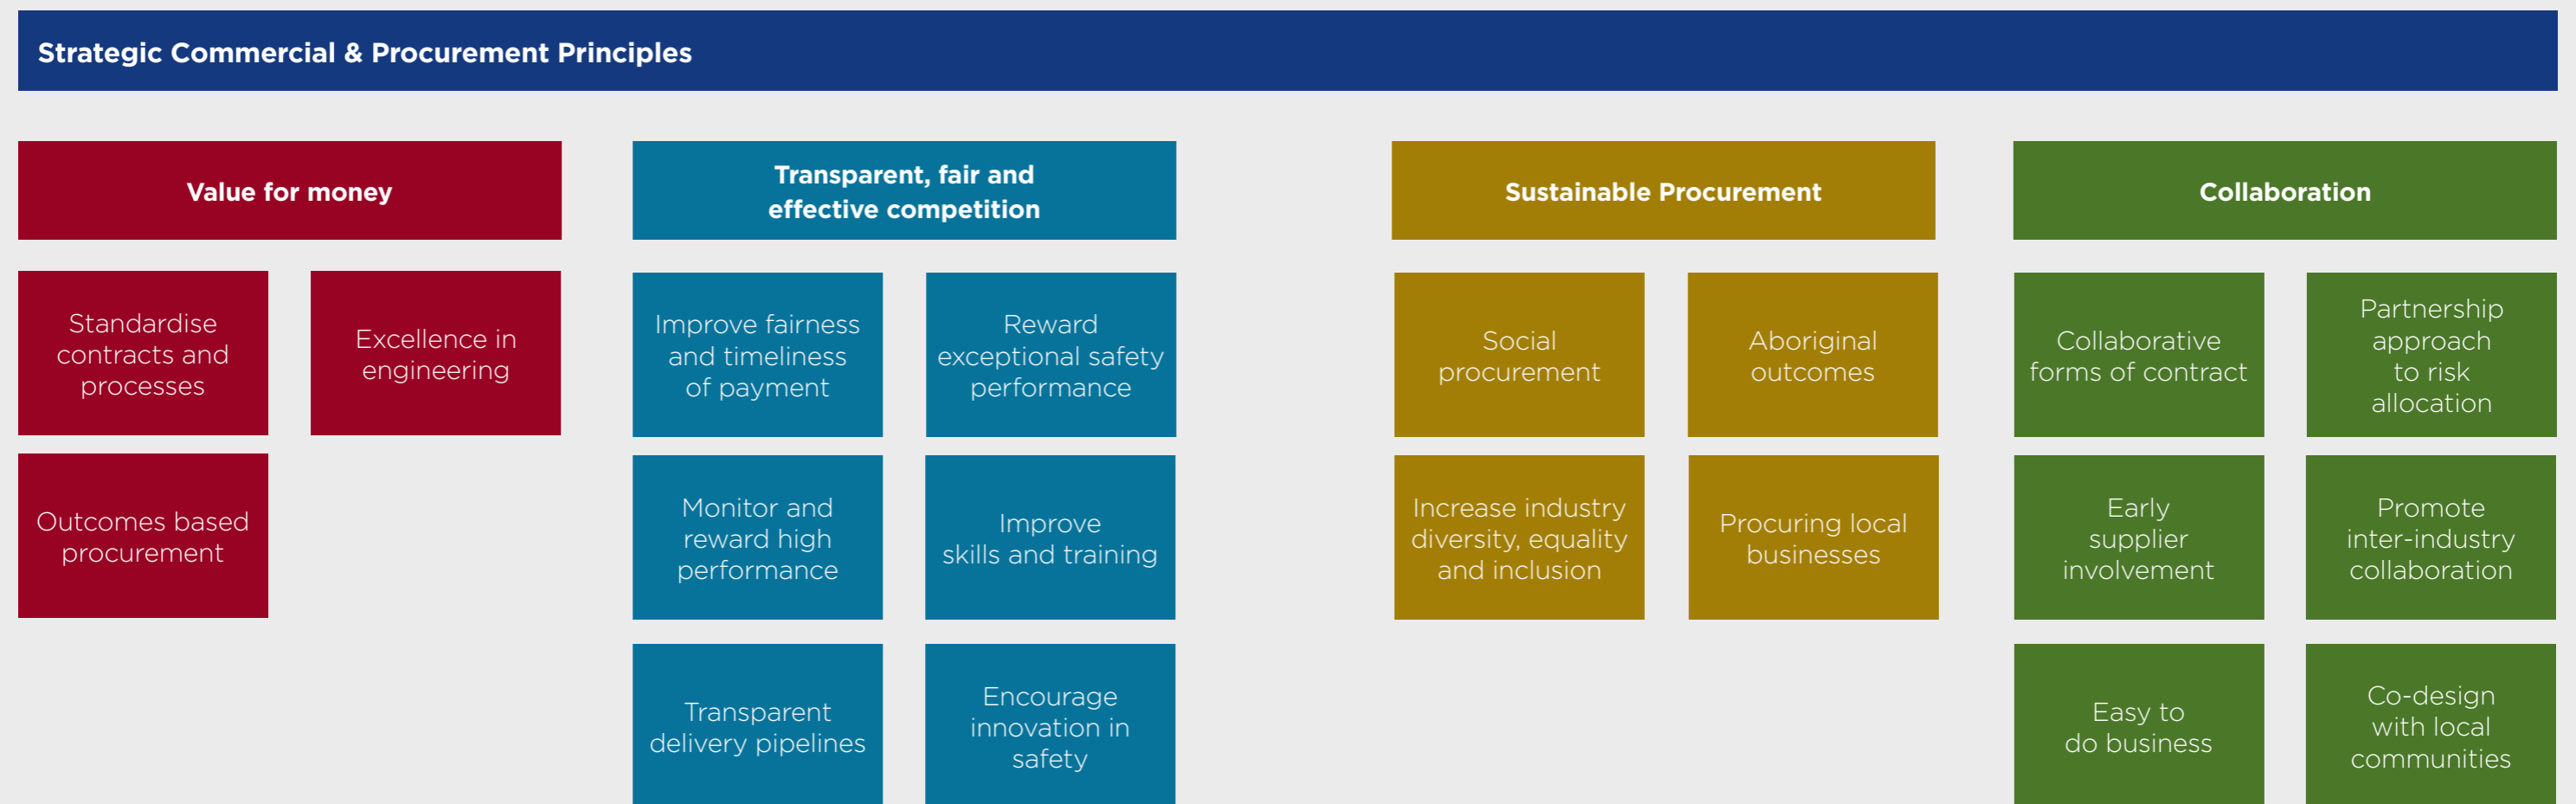 Strategic Commercial & Procurement Principles
Value for money
Standardise
contracts and
processes
Excellence in
engineering
Outcomes based
procurement
Transparent, fair and
effective competition
Improve fairness
and timeliness
of payment
Reward
exceptional safety
performance
Monitor and
reward high
performance
Improve
skills and training
Transparent
delivery pipelines
Encourage
innovation in
safety
Sustainable Procurement
Social
procurement
Aboriginal
outcomes
Increase industry
diversity, equality
and inclusion
Procuring local
businesses
Collaboration
Collaborative
forms of contract
Partnership
approach
to risk
allocation
Early
supplier
involvement
Promote
inter-industry
collaboration
Easy to
do business
Co-design
with local
communities